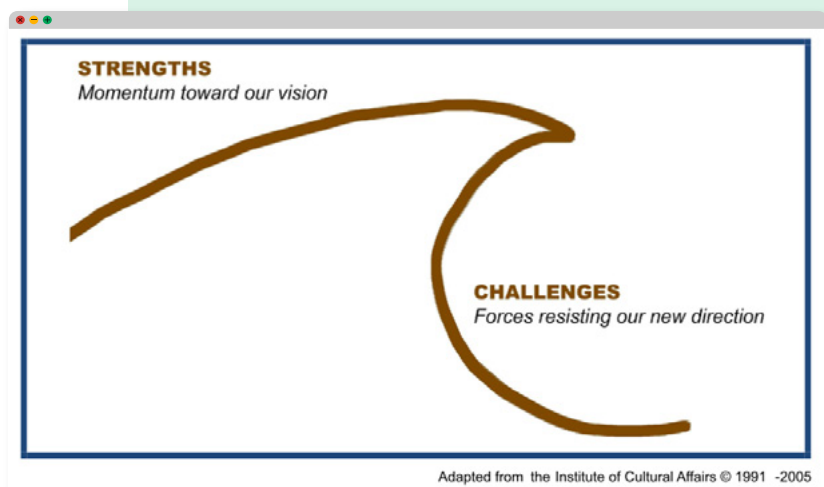 STRENGTHS
Momentum toward our vision
CHALLENGES
Forces resisting our new direction
Adapted from the Institute of Cultural Affairs © 1991 -2005